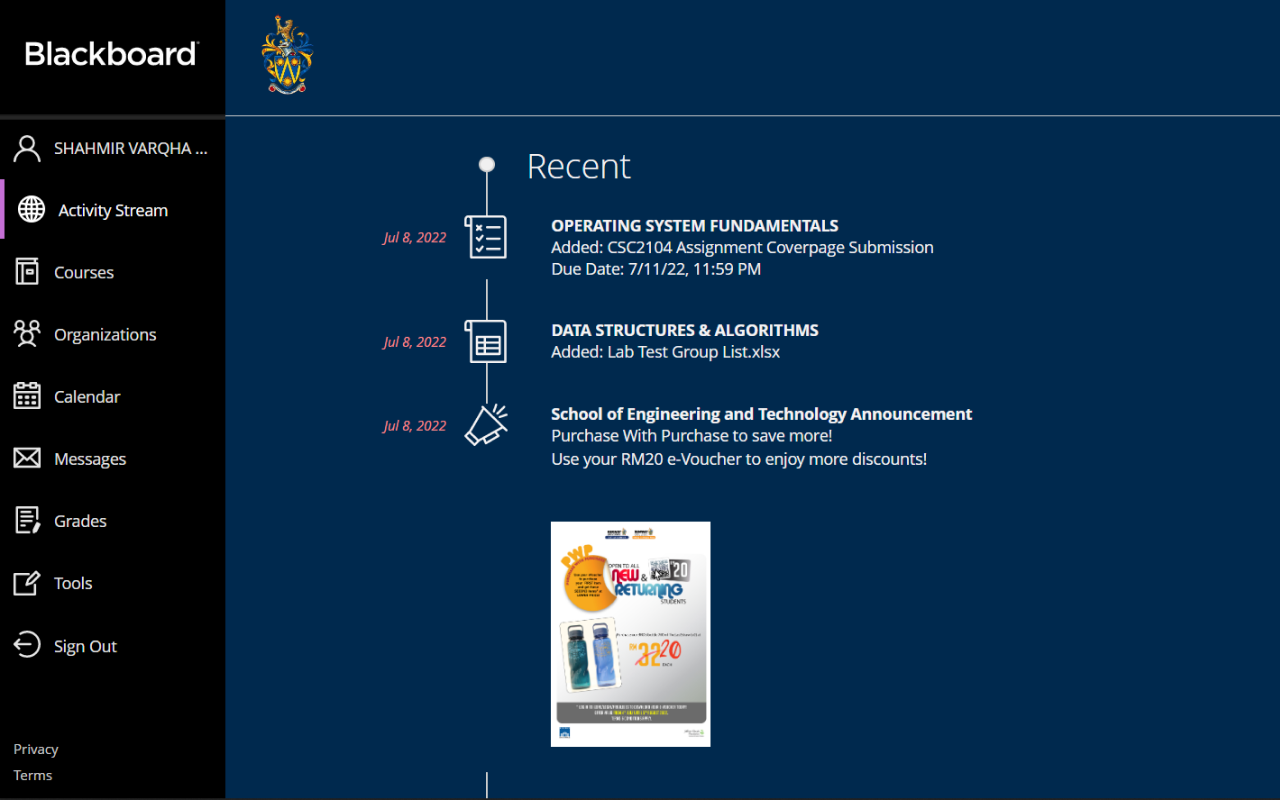 Blackboard
SHAHMIR VARQHA ...
Activity Stream
Courses
Organizations
Calendar
Messages
Grades
Tools
Sign Out
Privacy
Terms
Recent
Jul 8, 2022
OPERATING SYSTEM FUNDAMENTALS
Added: CSC2104 Assignment Coverpage Submission
Due Date: 7/11/22, 11:59 PM
Jul 8, 2022
DATA STRUCTURES & ALGORITHMS
Added: Lab Test Group List.xlsx
Jul 8, 2022
School of Engineering and Technology Announcement
Purchase With Purchase to save more!
Use your RM20 e-Voucher to enjoy more discounts!
PWP
OPEN TO ALL
NEW &
RETURNING
STUDENTS
20
RM 32 20
EACH